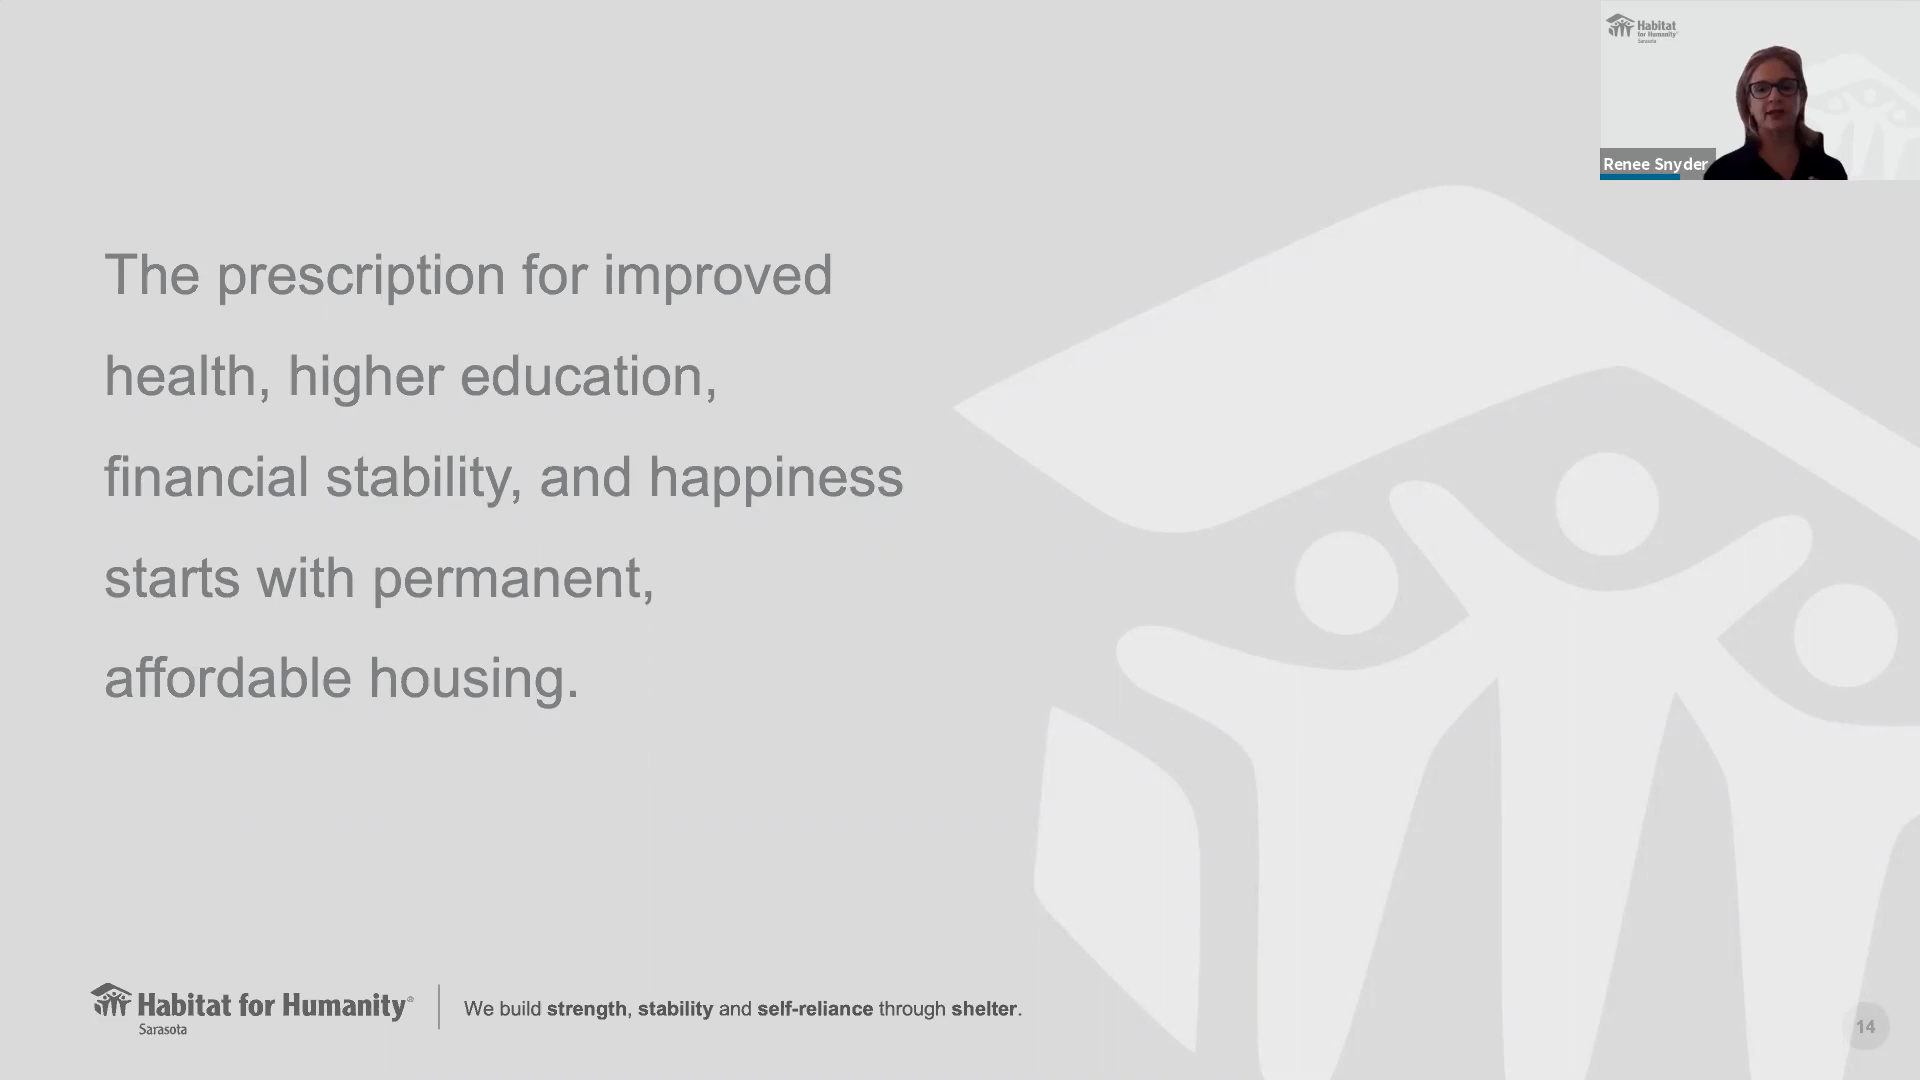 Habitat
for Humanity
Sarasota
Renee Snyder
The prescription for improved
health, higher education,
financial stability, and happiness
starts with permanent,
affordable housing.
Habitat for Humanity®
Sarasota
We build strength, stability and self-reliance through shelter.
14